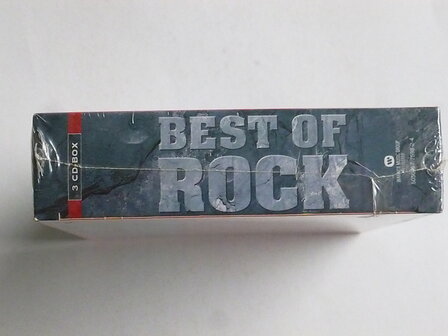 3 CD/BOX
BEST OF
ROCK